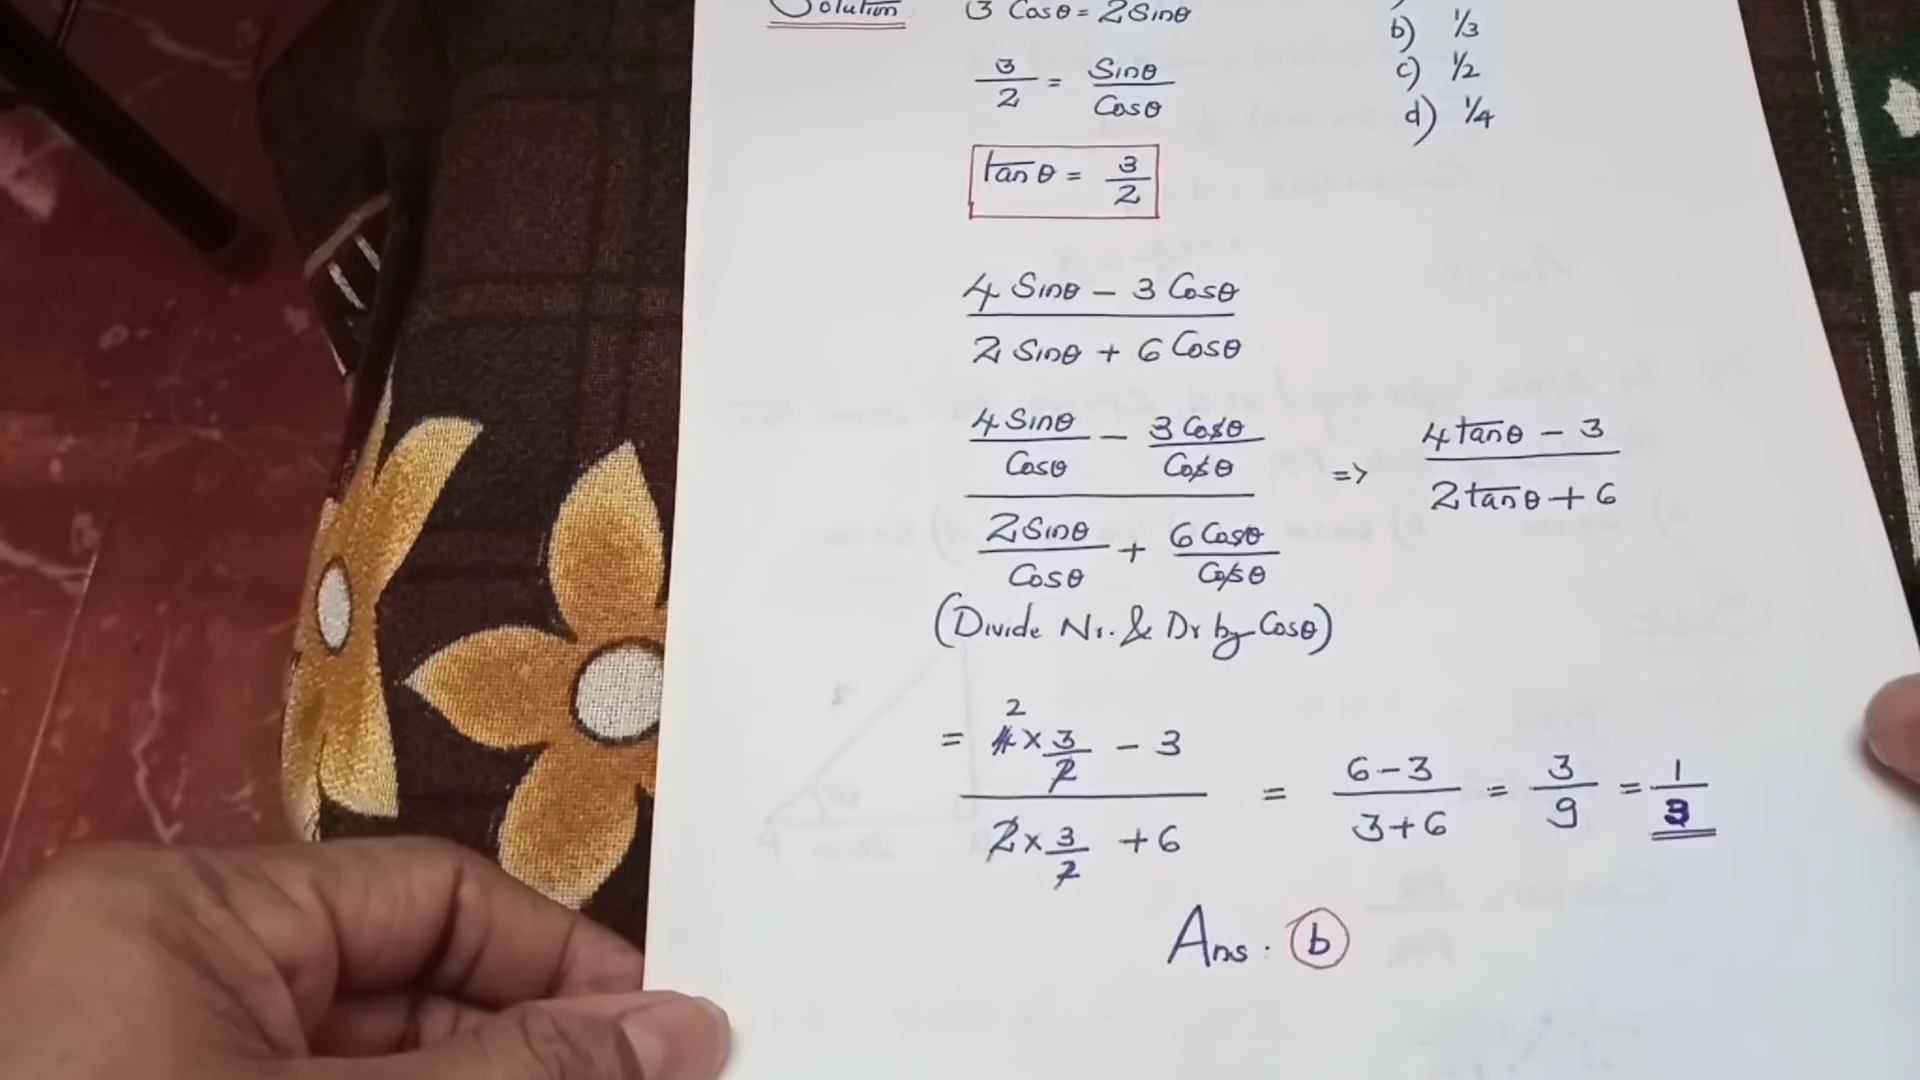 Solution 3 Cosθ = 2 Sinθ
b) 1/3
3/2 = Sinθ/Cosθ
c) 1/2
d) 1/4
tanθ = 3/2
4 Sinθ - 3 Cosθ
2 Sinθ + 6 Cosθ
4 Sinθ/Cosθ - 3 Cosθ/Cosθ
2 Sinθ/Cosθ + 6 Cosθ/Cosθ
=> 4 tanθ - 3
2 tanθ + 6
(Divide Nr. & Dr by Cosθ)
2
= 4 × 3/2 - 3
2 × 3/2 + 6
= 6 - 3 / 3 + 6 = 3/9 = 1/3
Ans : b